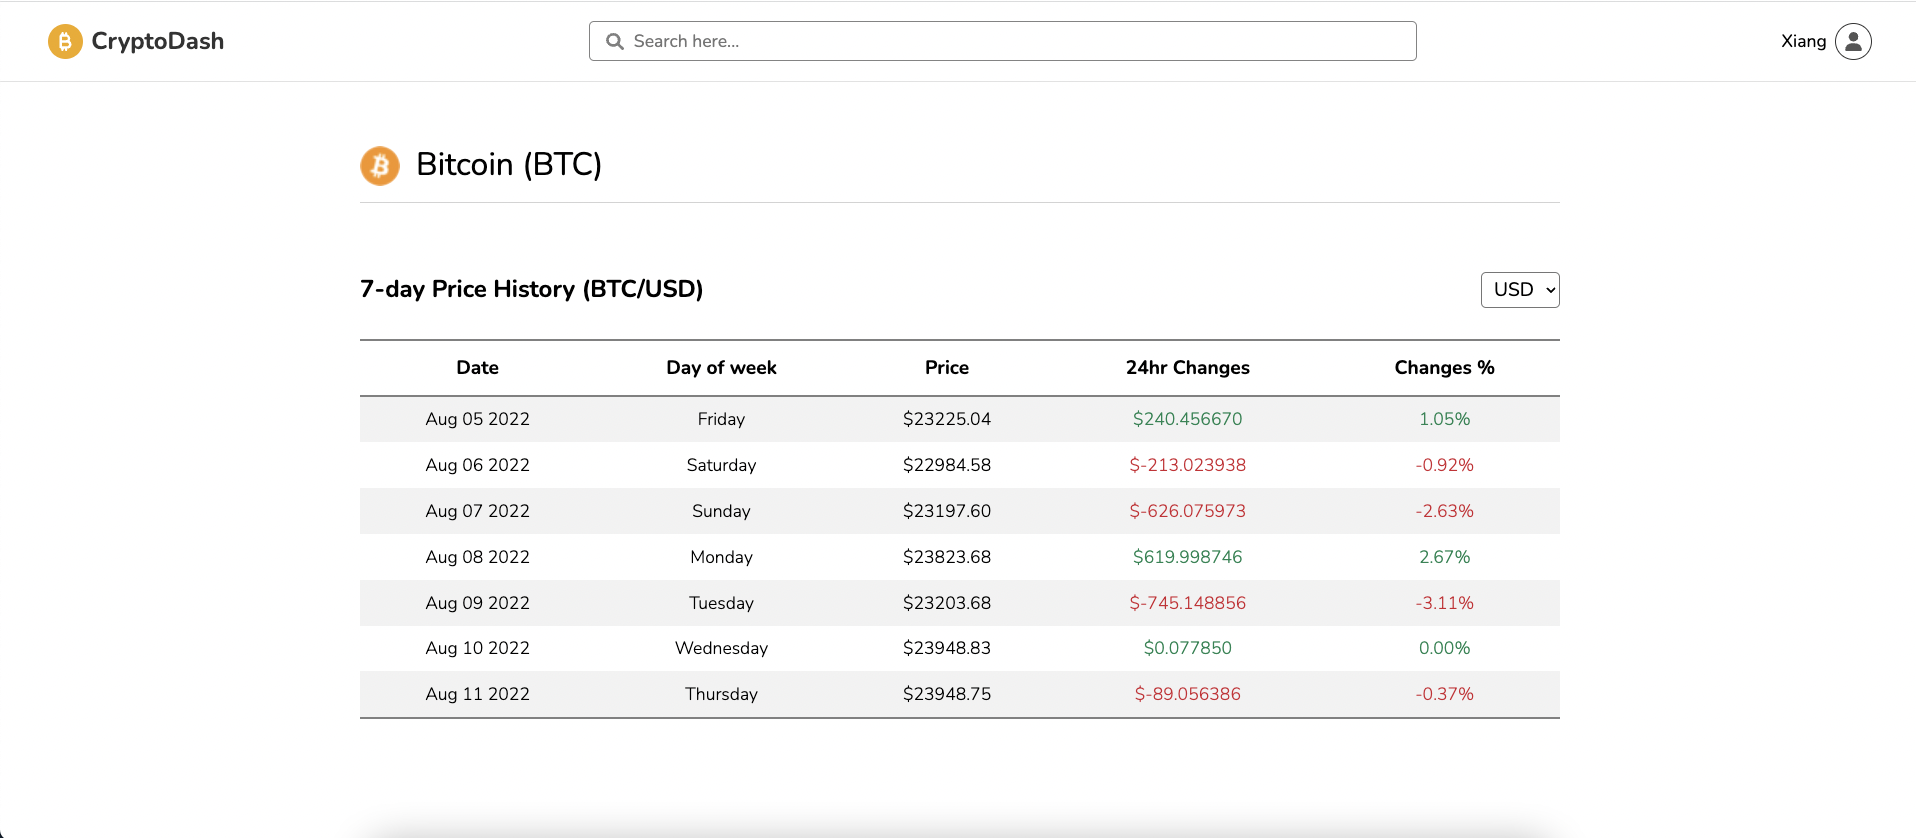 CryptoDash
Search here...
Xiang
Bitcoin (BTC)
7-day Price History (BTC/USD)
USD
Date Day of week Price 24hr Changes Changes %
Aug 05 2022 Friday $23225.04 $240.456670 1.05%
Aug 06 2022 Saturday $22984.58 $-213.023938 -0.92%
Aug 07 2022 Sunday $23197.60 $-626.075973 -2.63%
Aug 08 2022 Monday $23823.68 $619.998746 2.67%
Aug 09 2022 Tuesday $23203.68 $-745.148856 -3.11%
Aug 10 2022 Wednesday $23948.83 $0.077850 0.00%
Aug 11 2022 Thursday $23948.75 $-89.056386 -0.37%